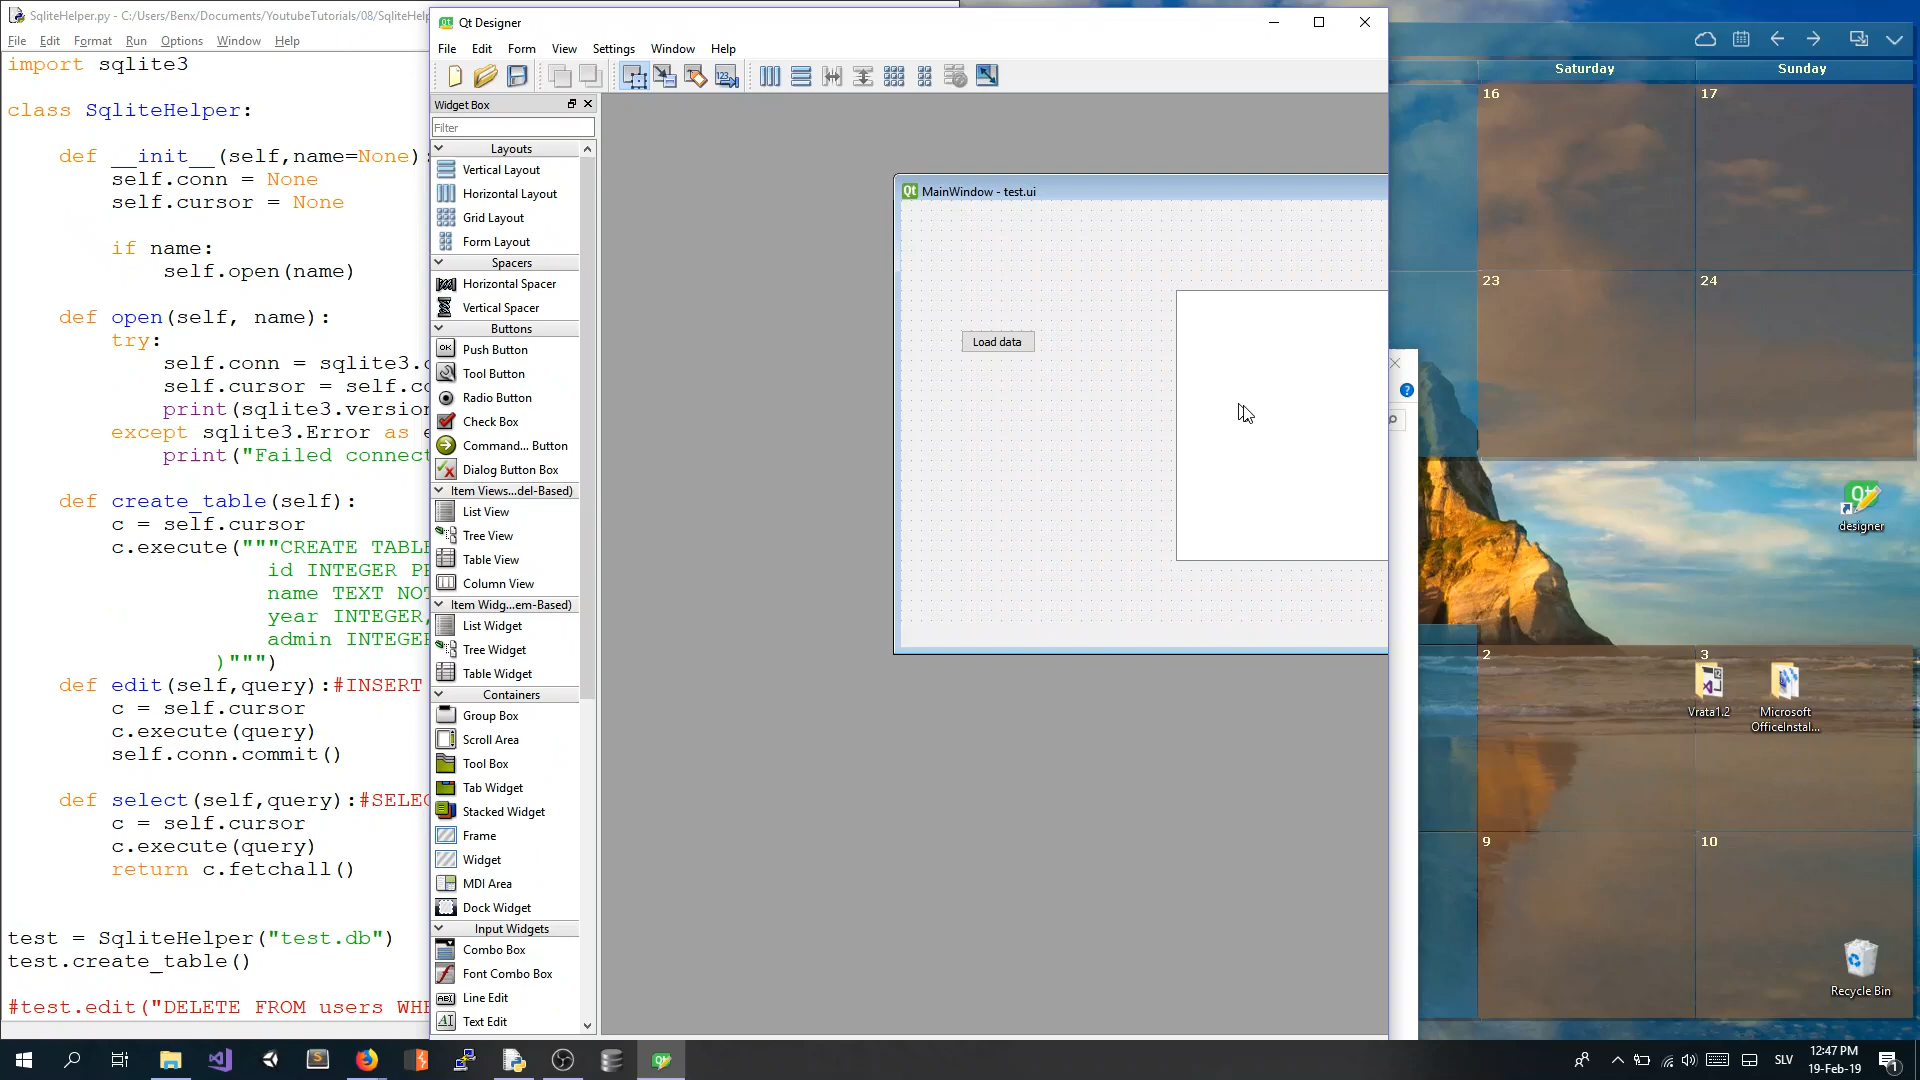 SqliteHelper.py - C:/Users/Benx/Documents/YoutubeTutorials/08/SqliteHelp
File Edit Format Run Options Window Help
import sqlite3
class SqliteHelper:
def __init__(self,name=None):
self.conn = None
self.cursor = None
if name:
self.open(name)
def open(self, name):
try:
self.conn = sqlite3.c
self.cursor = self.co
print(sqlite3.version
except sqlite3.Error as e
print("Failed connect
def create_table(self):
c = self.cursor
c.execute("""CREATE TABLE
id INTEGER PR
name TEXT NOT
year INTEGER,
admin INTEGER
)""")
def edit(self,query):#INSERT
c = self.cursor
c.execute(query)
self.conn.commit()
def select(self,query):#SELEC
c = self.cursor
c.execute(query)
return c.fetchall()
test = SqliteHelper("test.db")
test.create_table()
#test.edit("DELETE FROM users WHE
Qt Designer
File Edit Form View Settings Window Help
Widget Box
Filter
Layouts
Vertical Layout
Horizontal Layout
Grid Layout
Form Layout
Spacers
Horizontal Spacer
Vertical Spacer
Buttons
Push Button
Tool Button
Radio Button
Check Box
Command... Button
Dialog Button Box
Item Views...del-Based)
List View
Tree View
Table View
Column View
Item Widg...em-Based)
List Widget
Tree Widget
Table Widget
Containers
Group Box
Scroll Area
Tool Box
Tab Widget
Stacked Widget
Frame
Widget
MDI Area
Dock Widget
Input Widgets
Combo Box
Font Combo Box
Line Edit
Text Edit
MainWindow - test.ui
Load data
Saturday Sunday
16 17
23 24
designer
2 3
Vrata1.2
Microsoft
OfficeInstal...
9 10
Recycle Bin
SLV
12:47 PM
19-Feb-19
1